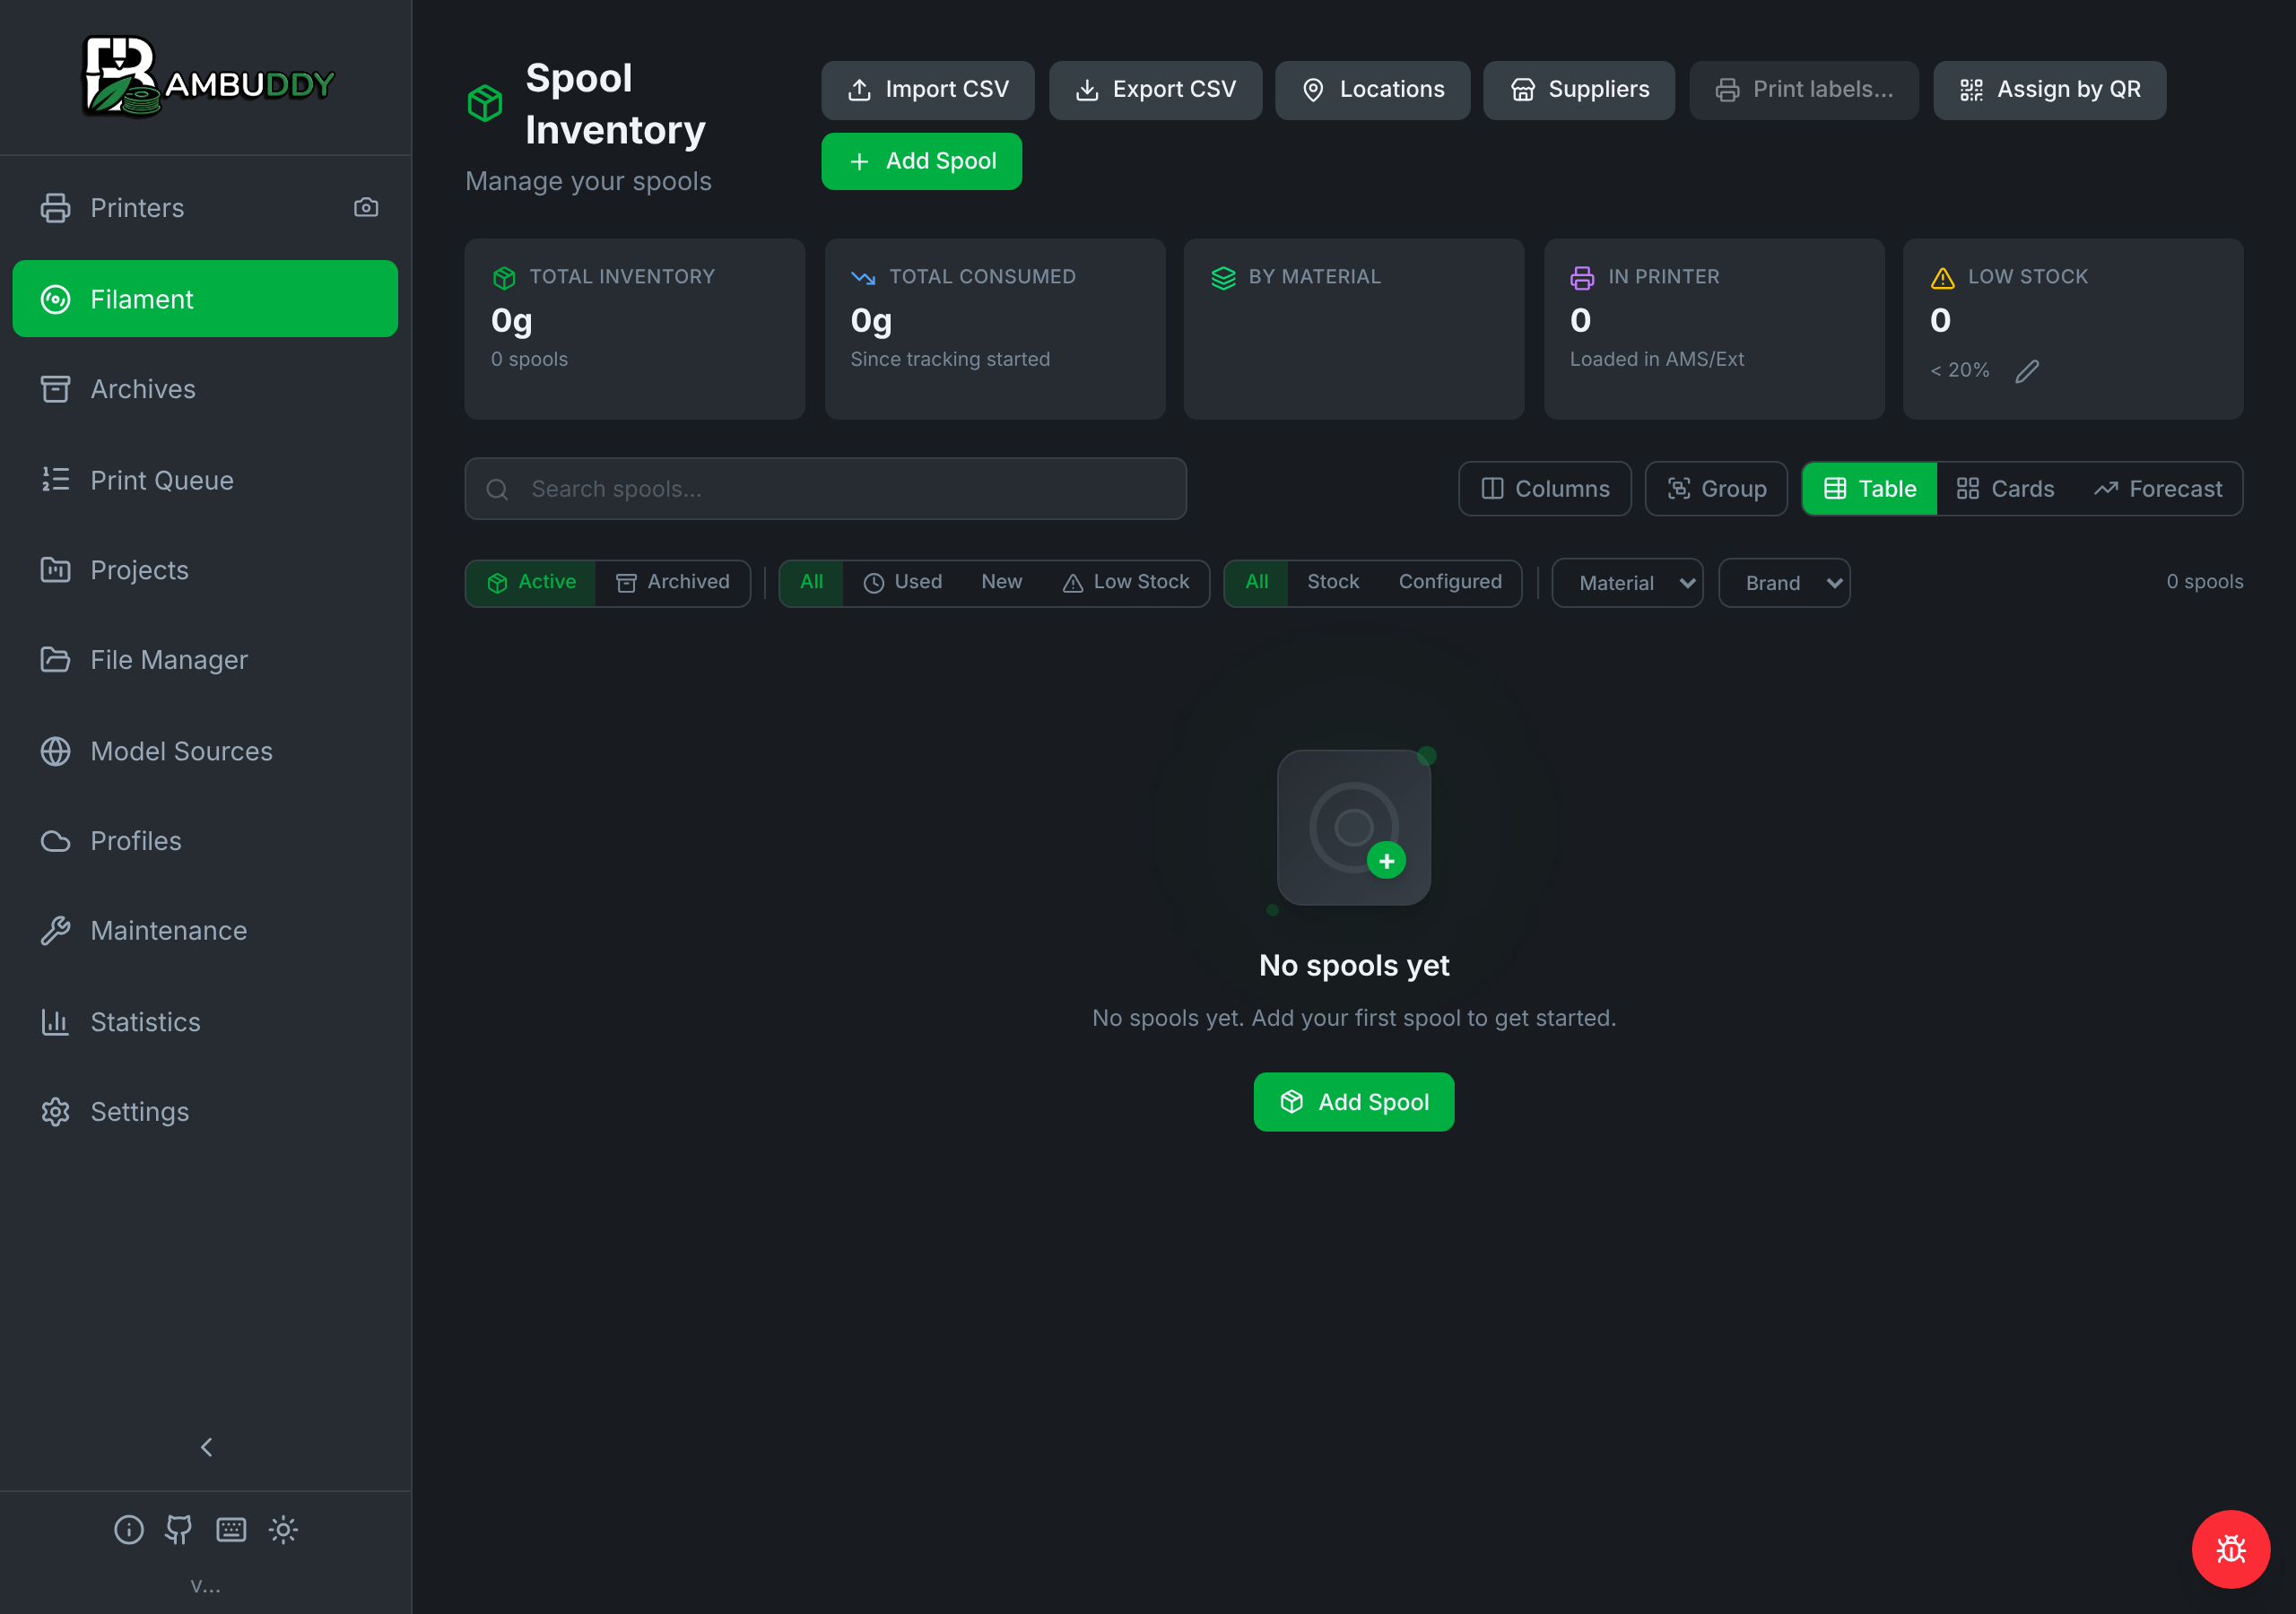 BAMBUDDY
Printers
Filament
Archives
Print Queue
Projects
File Manager
Model Sources
Profiles
Maintenance
Statistics
Settings
v...
Spool
Inventory
Manage your spools
Import CSV
Export CSV
Locations
Suppliers
Print labels...
Assign by QR
Add Spool
TOTAL INVENTORY
0g
0 spools
TOTAL CONSUMED
0g
Since tracking started
BY MATERIAL
IN PRINTER
0
Loaded in AMS/Ext
LOW STOCK
0
< 20%
Search spools...
Columns
Group
Table
Cards
Forecast
Active
Archived
All
Used
New
Low Stock
All
Stock
Configured
Material
Brand
0 spools
No spools yet
No spools yet. Add your first spool to get started.
Add Spool